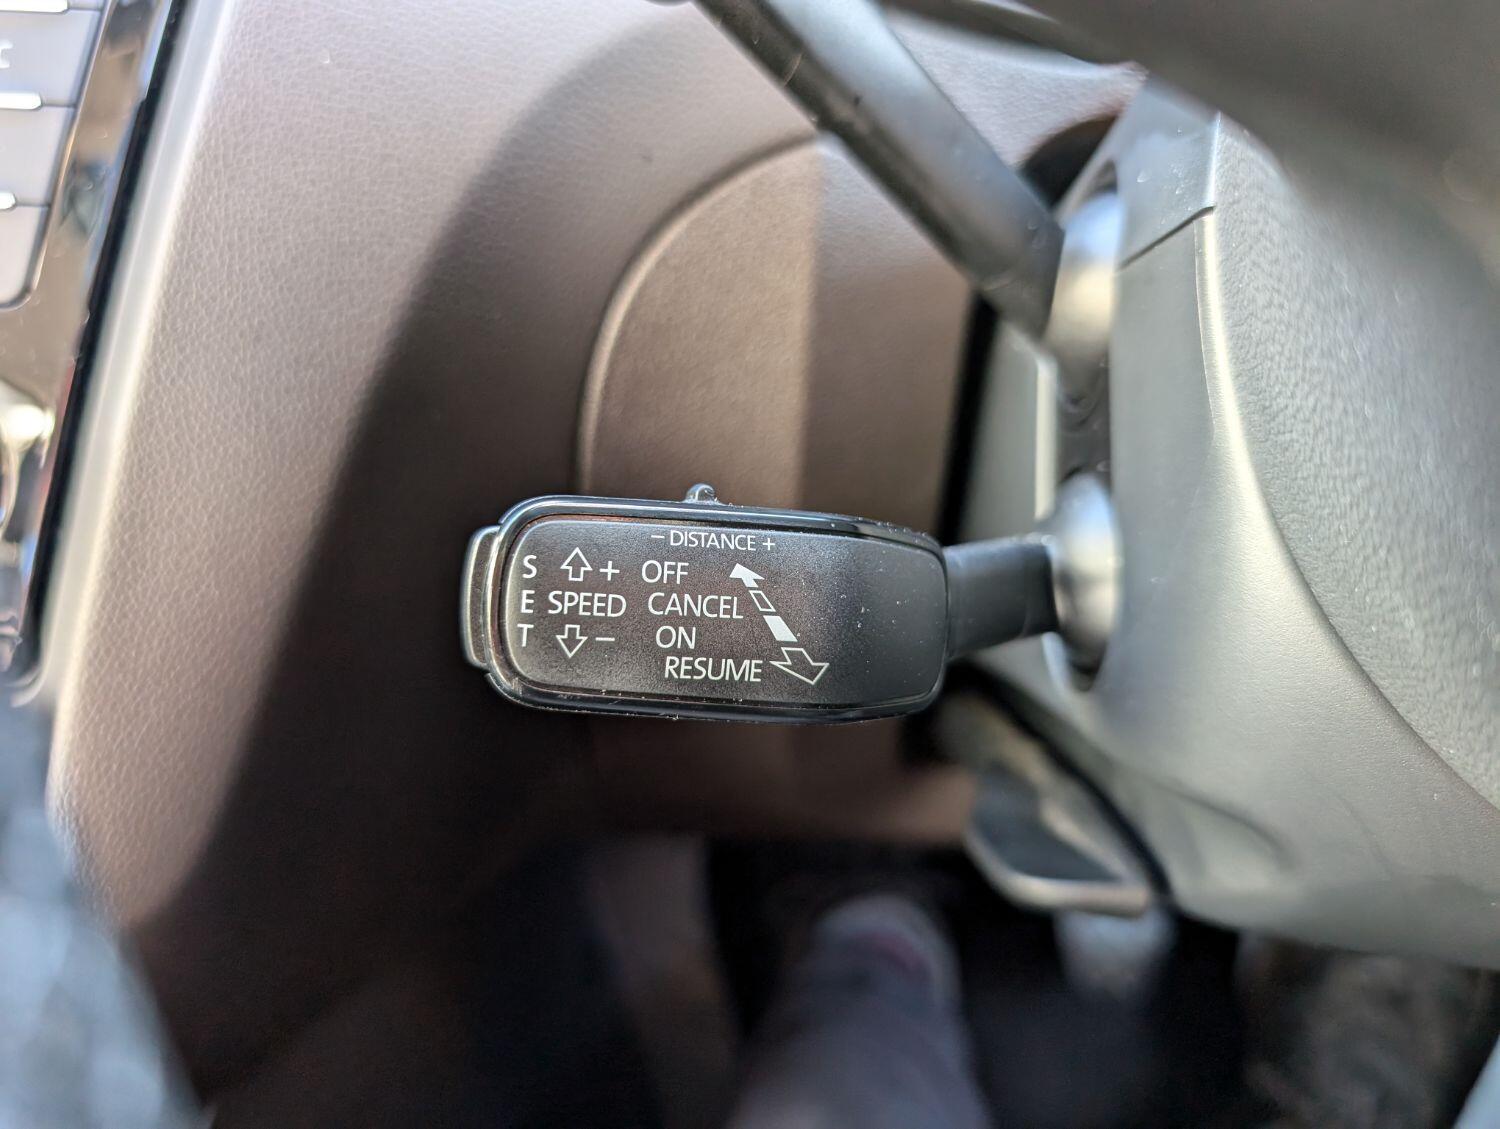 − DISTANCE +
S + OFF
E SPEED CANCEL
T − ON
RESUME